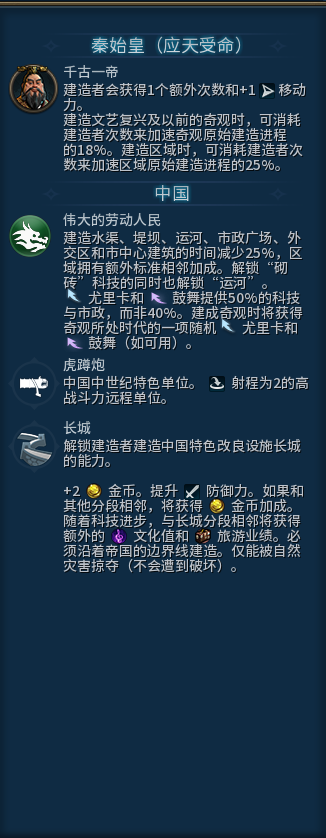 秦始皇（应天受命）
千古一帝
建造者会获得1个额外次数和+1 移动
力。
建造文艺复兴及以前的奇观时，可消耗
建造者次数来加速奇观原始建造进程
的18%。建造区域时，可消耗建造者次
数来加速区域原始建造进程的25%。
中国
伟大的劳动人民
建造水渠、堤坝、运河、市政广场、外
交区和市中心建筑的时间减少25%，区
域拥有额外标准相邻加成。解锁“砌
砖”科技的同时也解锁“运河”。
尤里卡和 鼓舞提供50%的科技
与市政，而非40%。建成奇观时将获得
奇观所处时代的一项随机 尤里卡和
鼓舞（如可用）。
虎蹲炮
中国中世纪特色单位。 射程为2的高
战斗力远程单位。
长城
解锁建造者建造中国特色改良设施长城
的能力。
+2 金币。提升 防御力。如果和
其他分段相邻，将获得 金币加成。
随着科技进步，与长城分段相邻将获得
额外的 文化值和 旅游业绩。必
须沿着帝国的边界线建造。仅能被自然
灾害掠夺（不会遭到破坏）。